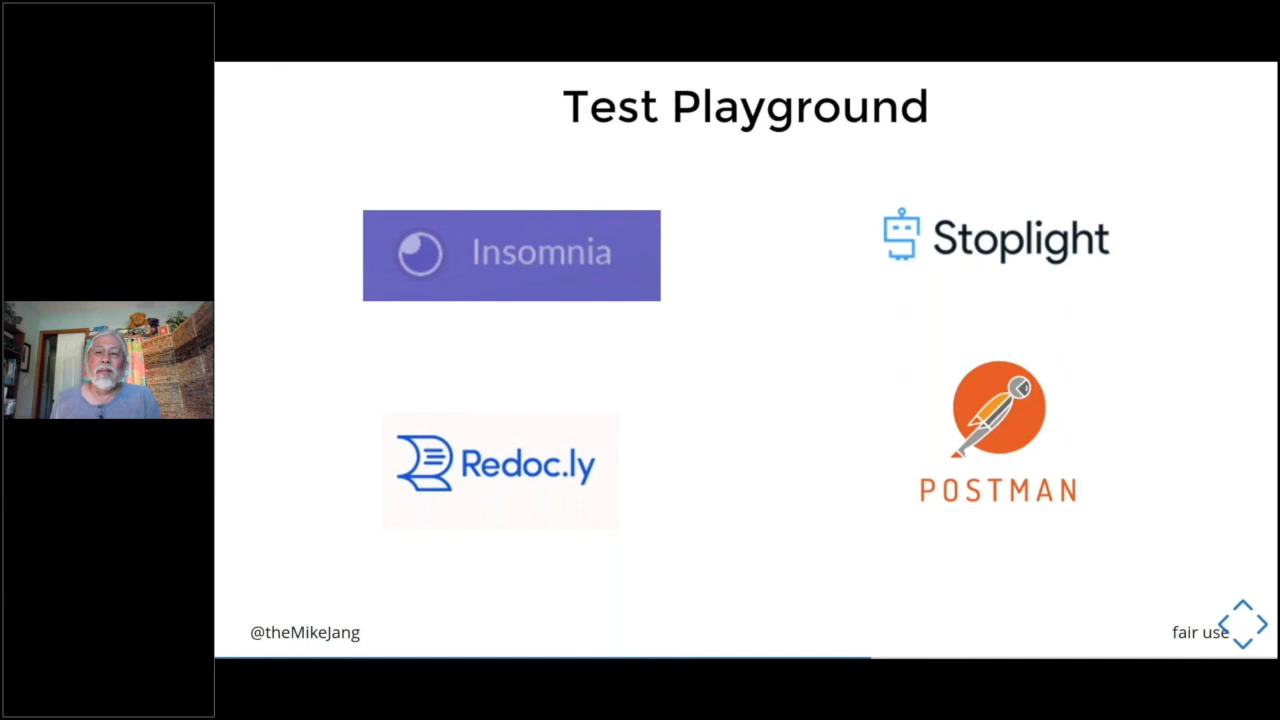 Test Playground
Insomnia
Stoplight
Redoc.ly
POSTMAN
@theMikeJang
fair use